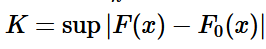 K = sup |F(x) − F₀(x)|